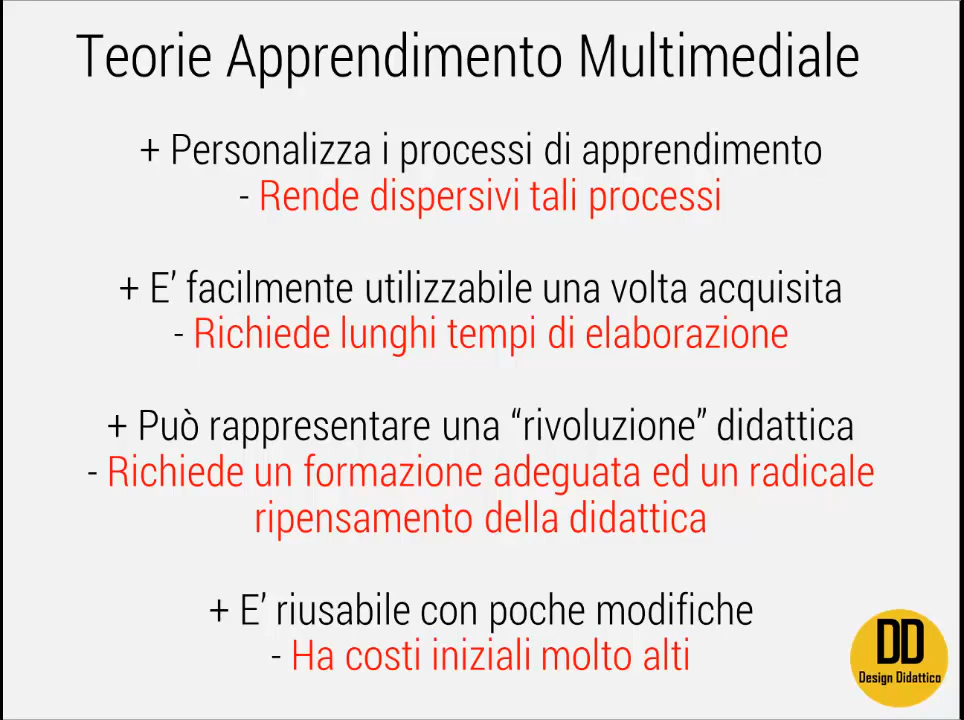 Teorie Apprendimento Multimediale
+ Personalizza i processi di apprendimento
- Rende dispersivi tali processi
+ E’ facilmente utilizzabile una volta acquisita
- Richiede lunghi tempi di elaborazione
+ Può rappresentare una “rivoluzione” didattica
- Richiede un formazione adeguata ed un radicale
ripensamento della didattica
+ E’ riusabile con poche modifiche
- Ha costi iniziali molto alti
DD
Design Didattico